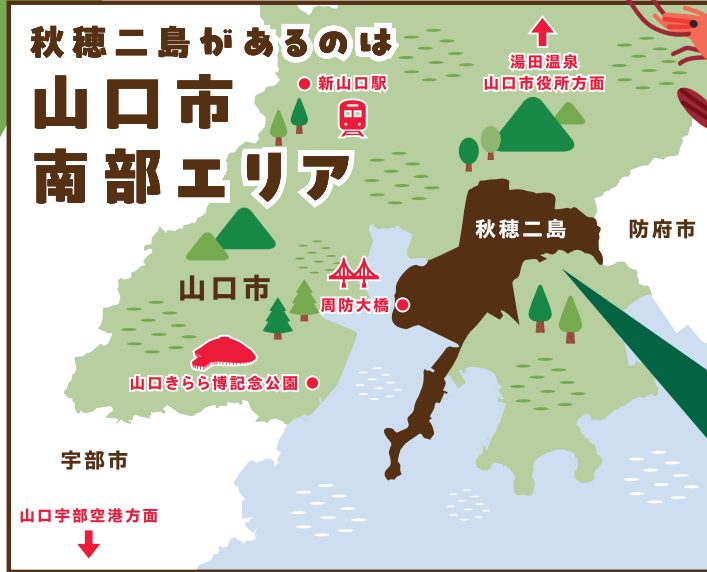 秋穂二島があるのは
山口市
南部エリア
新山口駅
湯田温泉
山口市役所方面
秋穂二島
防府市
山口市
周防大橋
山口きらら博記念公園
宇部市
山口宇部空港方面